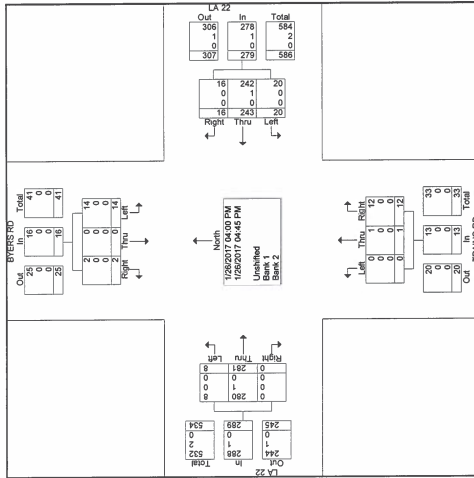 LA 22
Out In Total
306 278 584
1 1 2
0 0 0
307 279 586
16 242 20
0 1 0
0 0 0
16 243 20
Right Thru Left
BYERS RD
Out In Total
25 16 41
0 0 0
0 0 0
25 16 41
Right Thru Left
2 0 14
0 0 0
0 0 0
2 0 14
North
1/26/2017 04:00 PM
1/26/2017 04:45 PM
Unshifted
Bank 1
Bank 2
Left Thru Right
0 1 12
0 0 0
0 0 0
0 1 12
Out In Total
20 13 33
0 0 0
0 0 0
20 13 33
Left Thru Right
8 280 0
0 1 0
0 0 0
8 281 0
Out In Total
244 288 532
1 1 2
0 0 0
245 289 534
LA 22